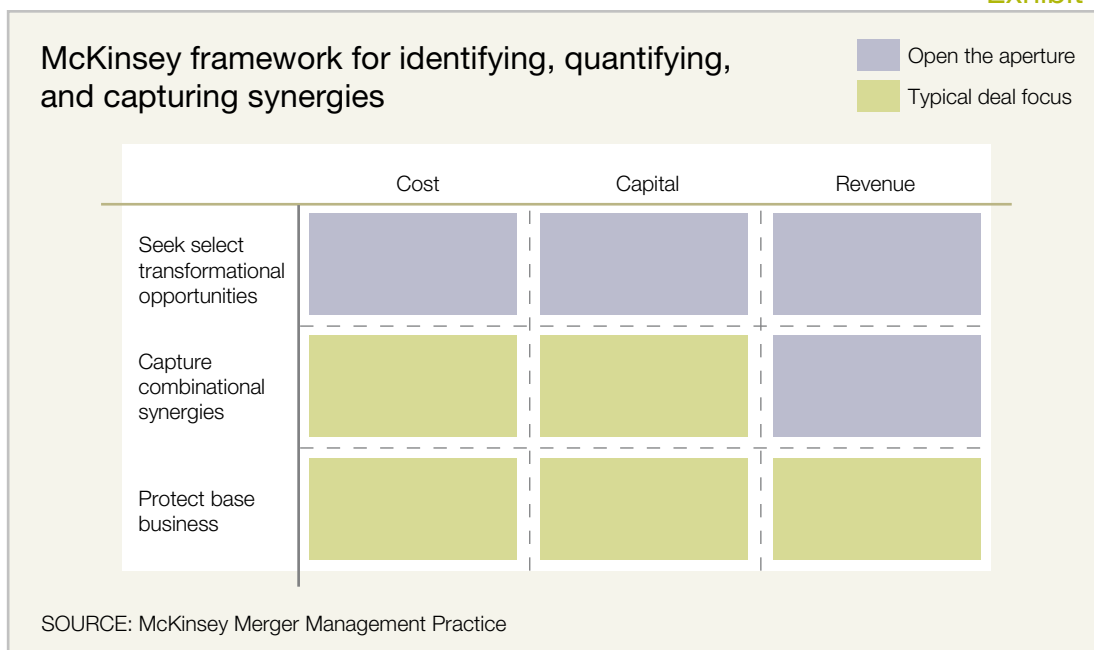 Exhibit
McKinsey framework for identifying, quantifying,
and capturing synergies
Open the aperture
Typical deal focus
Cost
Capital
Revenue
Seek select
transformational
opportunities
Capture
combinational
synergies
Protect base
business
SOURCE: McKinsey Merger Management Practice